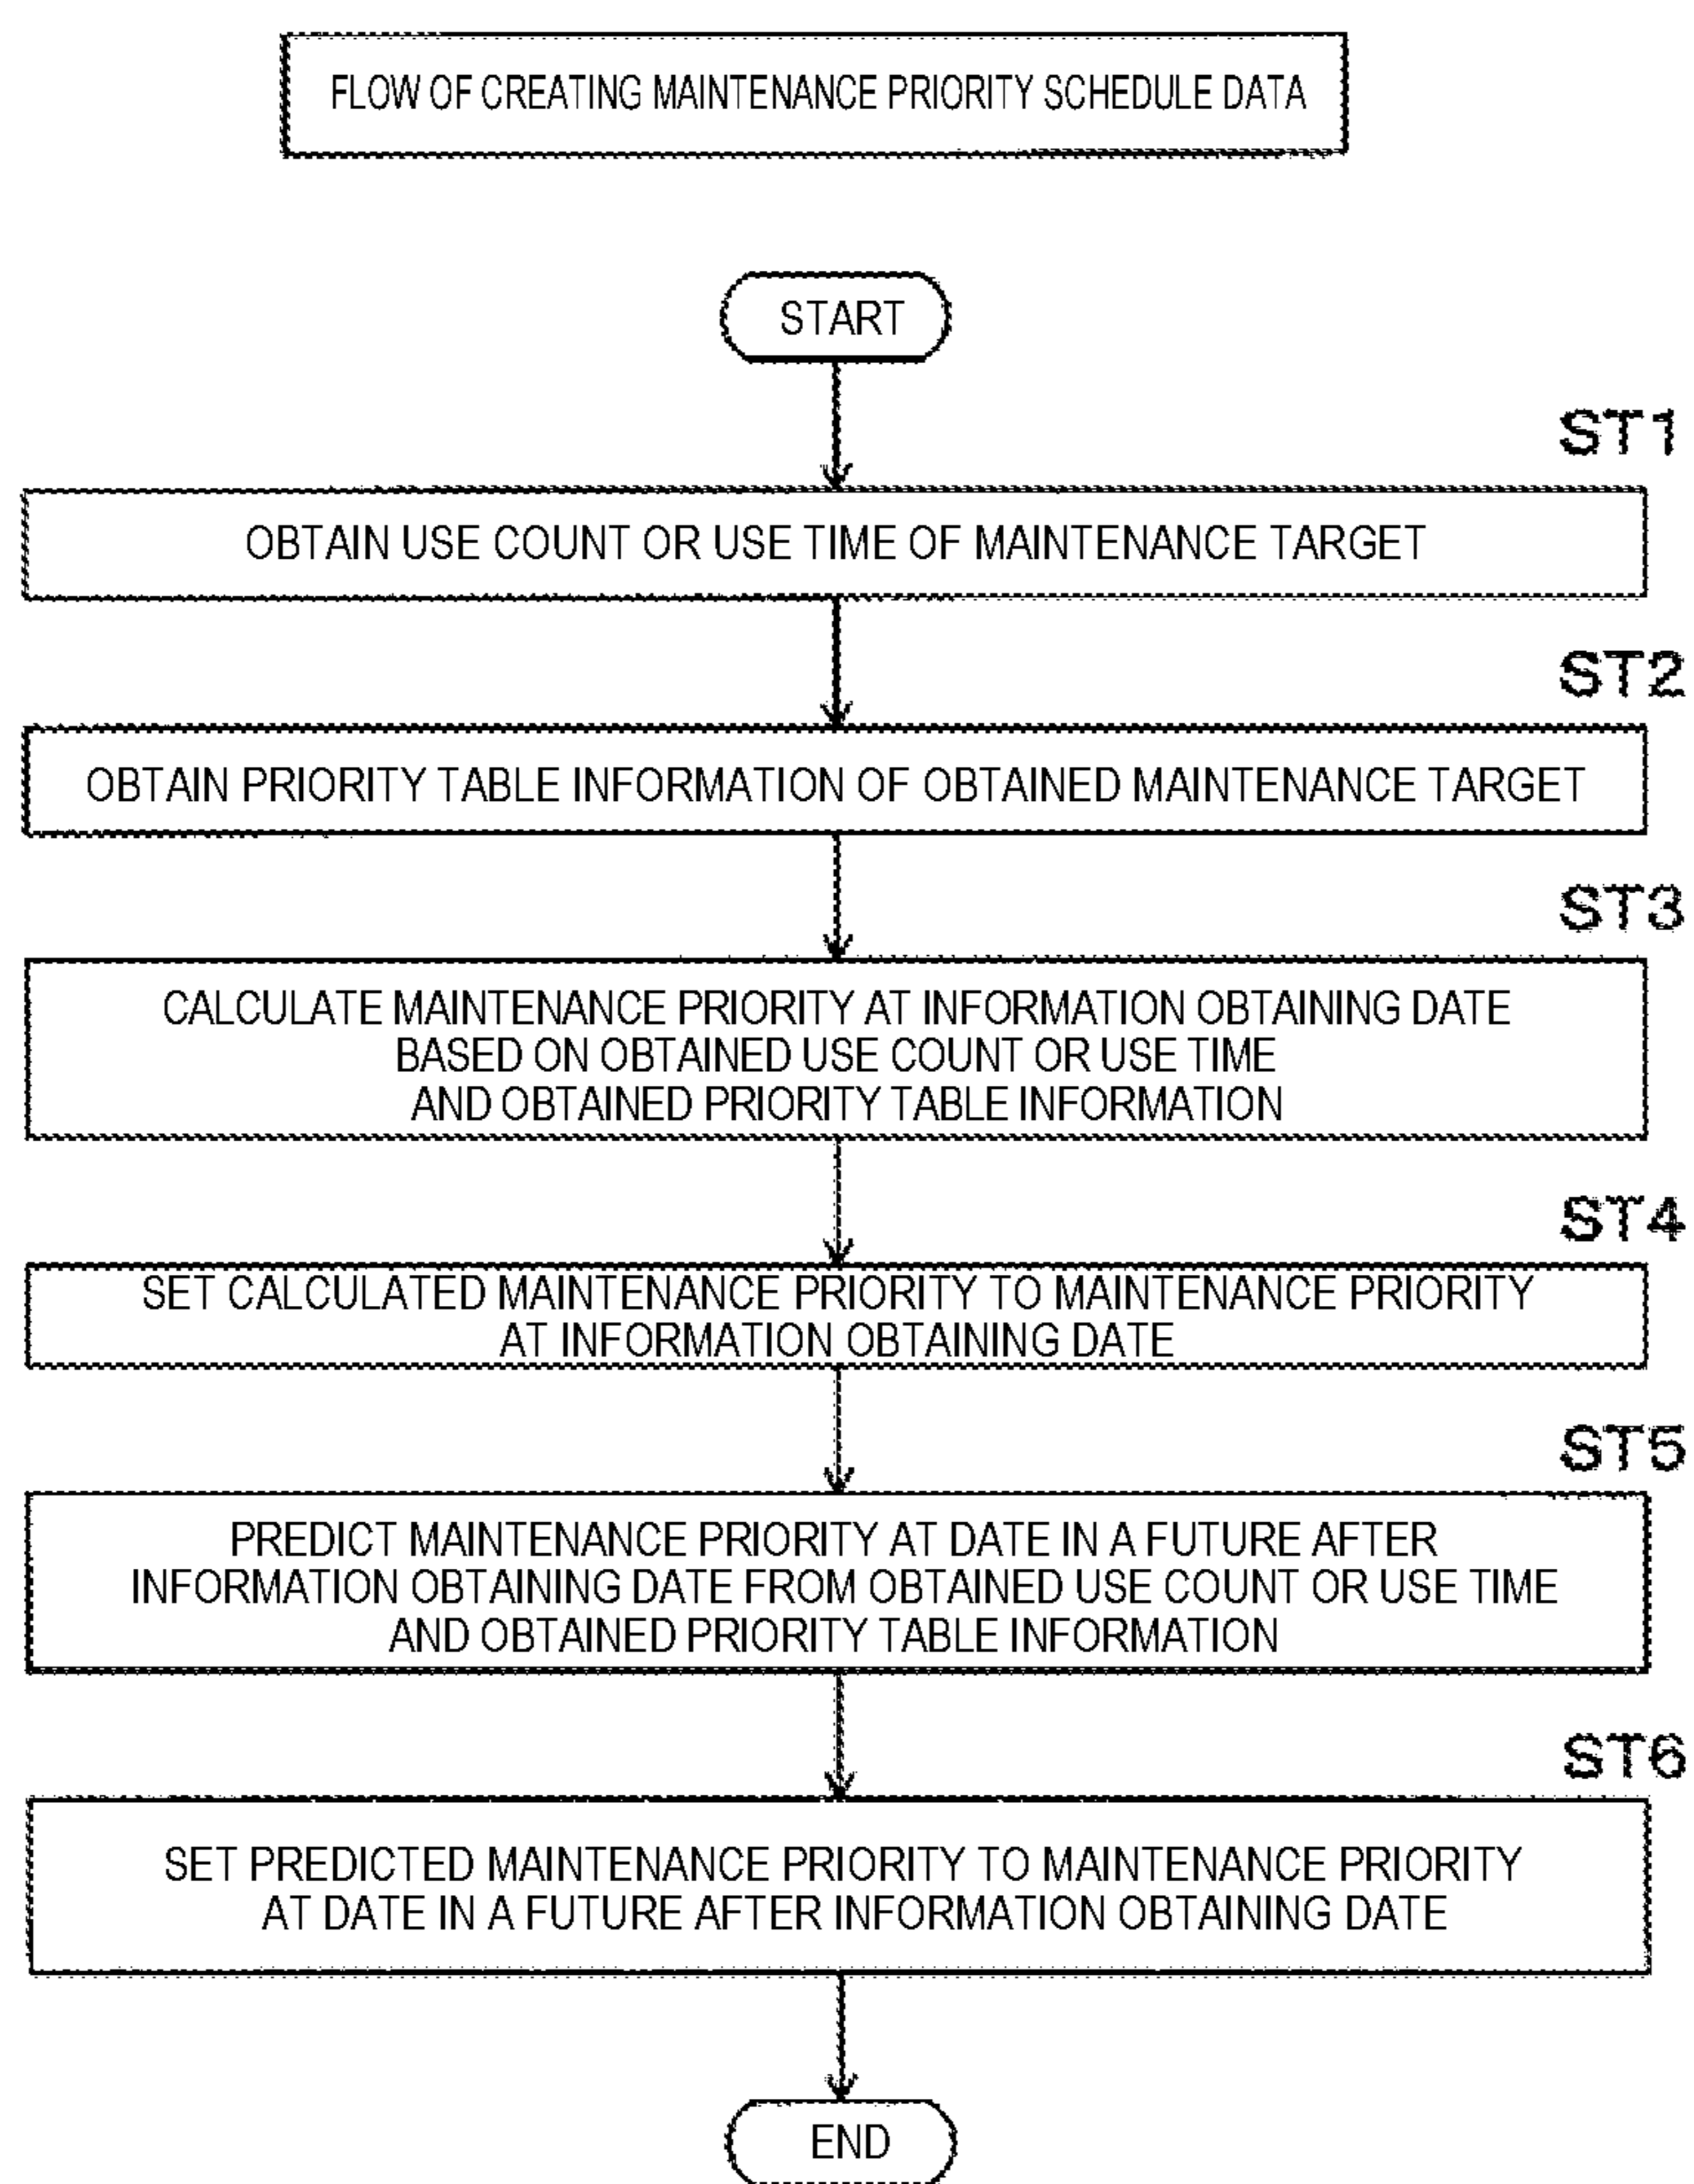 FLOW OF CREATING MAINTENANCE PRIORITY SCHEDULE DATA
START
ST1
OBTAIN USE COUNT OR USE TIME OF MAINTENANCE TARGET
ST2
OBTAIN PRIORITY TABLE INFORMATION OF OBTAINED MAINTENANCE TARGET
ST3
CALCULATE MAINTENANCE PRIORITY AT INFORMATION OBTAINING DATE
BASED ON OBTAINED USE COUNT OR USE TIME
AND OBTAINED PRIORITY TABLE INFORMATION
ST4
SET CALCULATED MAINTENANCE PRIORITY TO MAINTENANCE PRIORITY
AT INFORMATION OBTAINING DATE
ST5
PREDICT MAINTENANCE PRIORITY AT DATE IN A FUTURE AFTER
INFORMATION OBTAINING DATE FROM OBTAINED USE COUNT OR USE TIME
AND OBTAINED PRIORITY TABLE INFORMATION
ST6
SET PREDICTED MAINTENANCE PRIORITY TO MAINTENANCE PRIORITY
AT DATE IN A FUTURE AFTER INFORMATION OBTAINING DATE
END